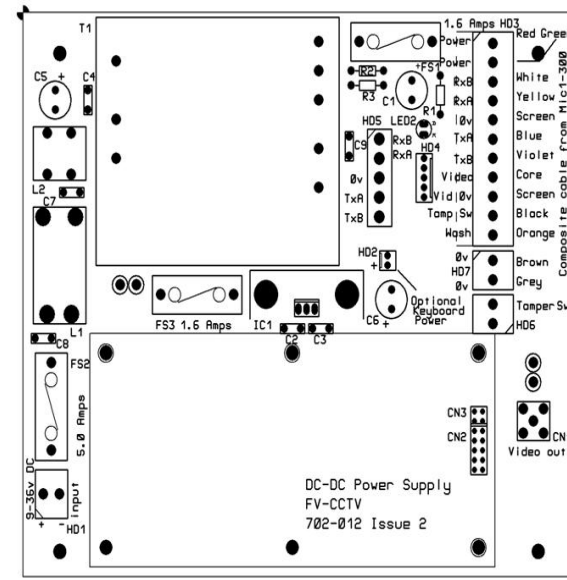 T1
1.6 Amps HD3
Red Green
Power
FS1
Power
C5 +
C4
R2
R3
C1
R1
RxB
White
RxA
Yellow
0v
Screen
HD5
LED2
TxA
Blue
RxB
RxA
HD4
TxB
Violet
C9
Video
Core
0v
Vid 0v
Screen
TxA
Tamp Sw
Black
TxB
Wash
Orange
Composite cable from Mic1-300
L2
C7
HD2
+
0v
Brown
HD7
0v
Grey
Optional
Keyboard
Power
Tamper Sw
HD6
FS3 1.6 Amps
IC1
C2
C3
C6 +
L1
C8
FS2
5.0 Amps
CN3
CN2
CN
Video out
9-36v DC
input
+ -
HD1
DC-DC Power Supply
FV-CCTV
702-012 Issue 2